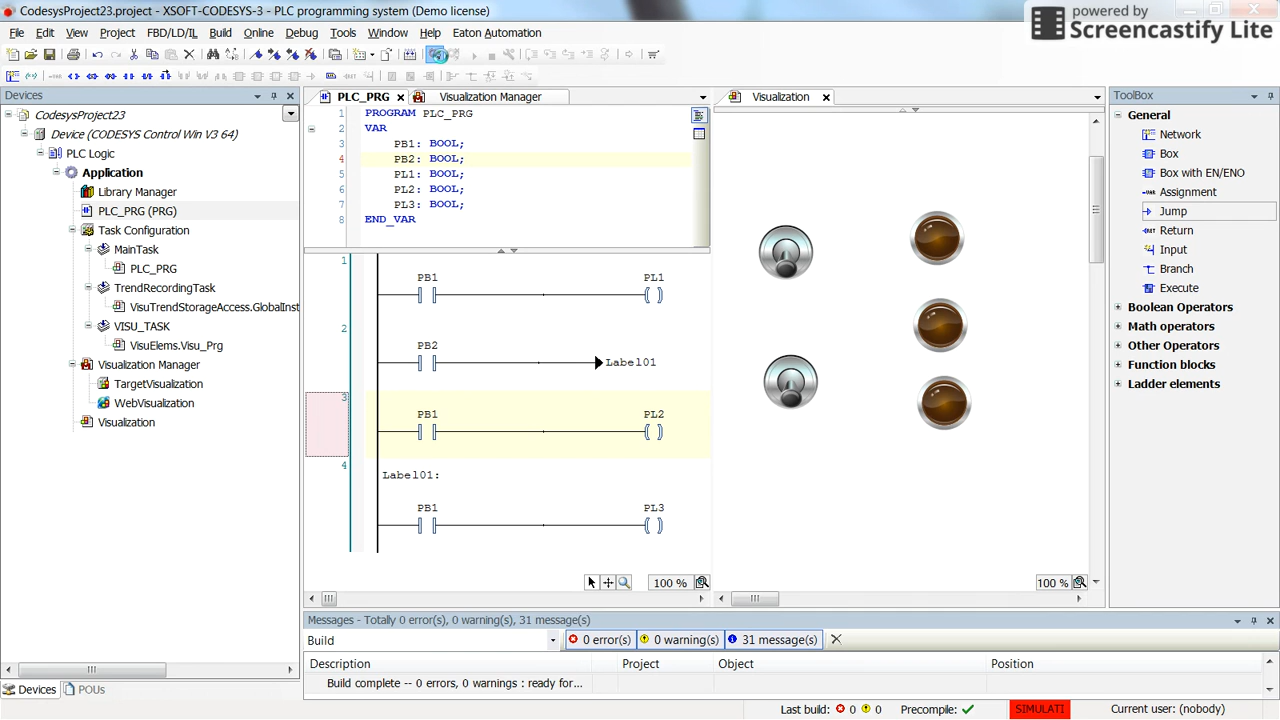 CodesysProject23.project - XSOFT-CODESYS-3 - PLC programming system (Demo license)
powered by
Screencastify Lite
File Edit View Project FBD/LD/IL Build Online Debug Tools Window Help Eaton Automation
Devices
CodesysProject23
Device (CODESYS Control Win V3 64)
PLC Logic
Application
Library Manager
PLC_PRG (PRG)
Task Configuration
MainTask
PLC_PRG
TrendRecordingTask
VisuTrendStorageAccess.GlobalInst
VISU_TASK
VisuElems.Visu_Prg
Visualization Manager
TargetVisualization
WebVisualization
Visualization
Devices POUs
PLC_PRG Visualization Manager
1 PROGRAM PLC_PRG
2 VAR
3 PB1: BOOL;
4 PB2: BOOL;
5 PL1: BOOL;
6 PL2: BOOL;
7 PL3: BOOL;
8 END_VAR
1
PB1 PL1
2
PB2
Label01
3
PB1 PL2
4
Label01:
PB1 PL3
100 %
Visualization
100 %
ToolBox
General
Network
Box
Box with EN/ENO
Assignment
Jump
Return
Input
Branch
Execute
Boolean Operators
Math operators
Other Operators
Function blocks
Ladder elements
Messages - Totally 0 error(s), 0 warning(s), 31 message(s)
Build 0 error(s) 0 warning(s) 31 message(s)
Description Project Object Position
Build complete -- 0 errors, 0 warnings : ready for...
Last build: 0 0 Precompile: SIMULATI Current user: (nobody)